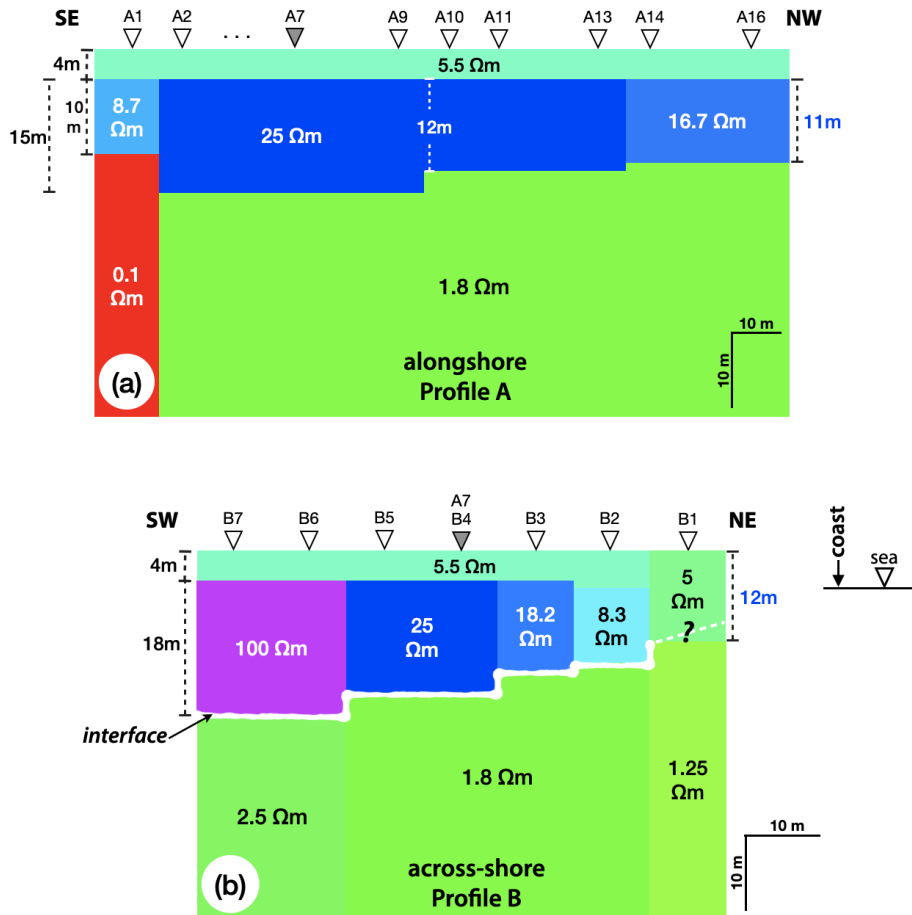 SE
A1
A2
. . .
A7
A9
A10
A11
A13
A14
A16
NW
4m
5.5 Ωm
15m
10
m
8.7
Ωm
25 Ωm
12m
16.7 Ωm
11m
0.1
Ωm
1.8 Ωm
10 m
10 m
alongshore
Profile A
(a)
SW
B7
B6
B5
A7
B4
B3
B2
B1
NE
coast
sea
4m
5.5 Ωm
5
Ωm
?
12m
18m
100 Ωm
25
Ωm
18.2
Ωm
8.3
Ωm
interface
2.5 Ωm
1.8 Ωm
1.25
Ωm
10 m
10 m
across-shore
Profile B
(b)